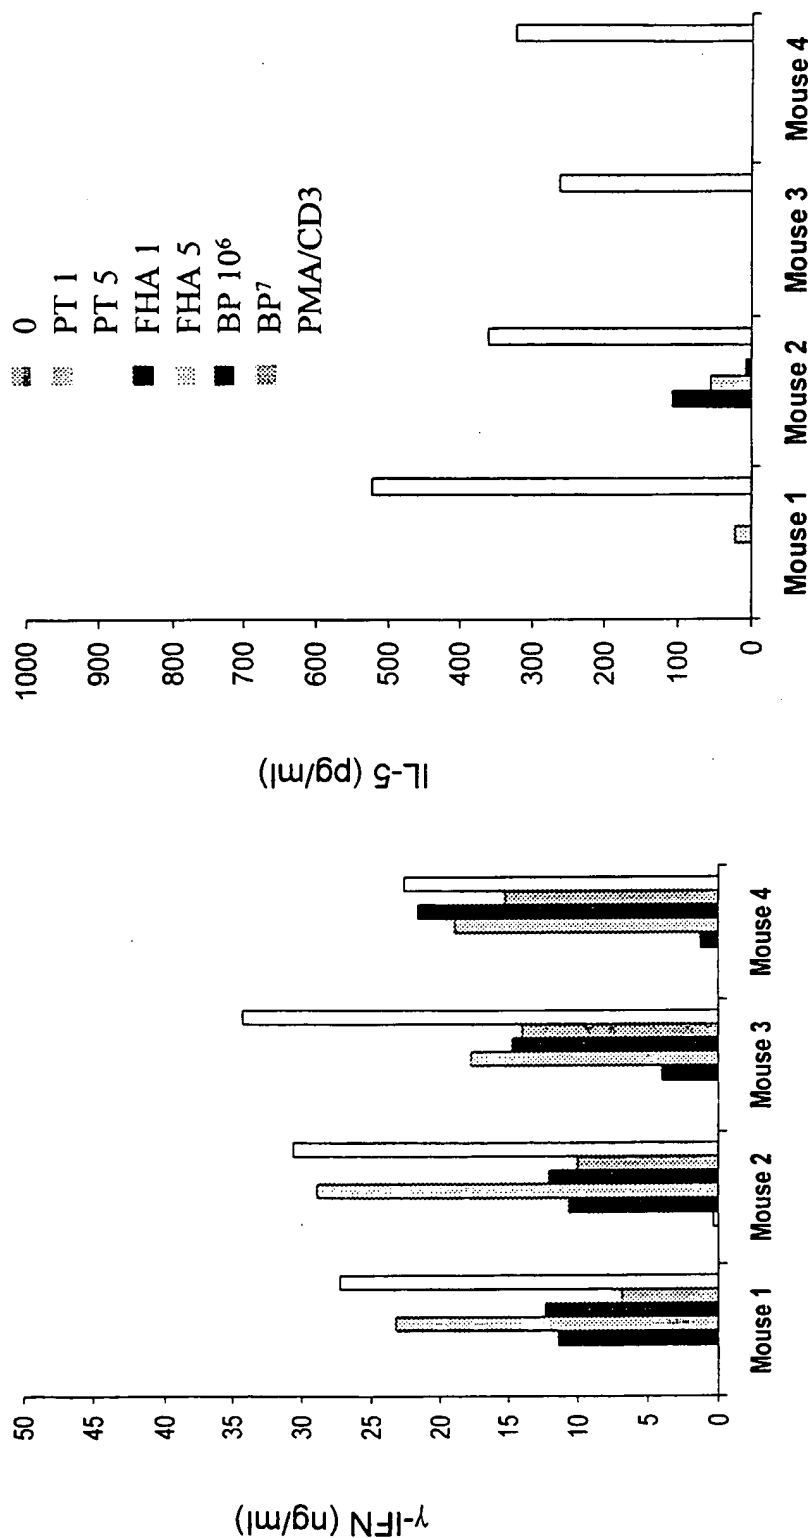 γ-IFN (ng/ml)
50
45
40
35
30
25
20
15
10
5
0
Mouse 1
Mouse 2
Mouse 3
Mouse 4
IL-5 (pg/ml)
1000
900
800
700
600
500
400
300
200
100
0
Mouse 1
Mouse 2
Mouse 3
Mouse 4
0
PT 1
PT 5
FHA 1
FHA 5
BP 10⁶
BP⁷
PMA/CD3